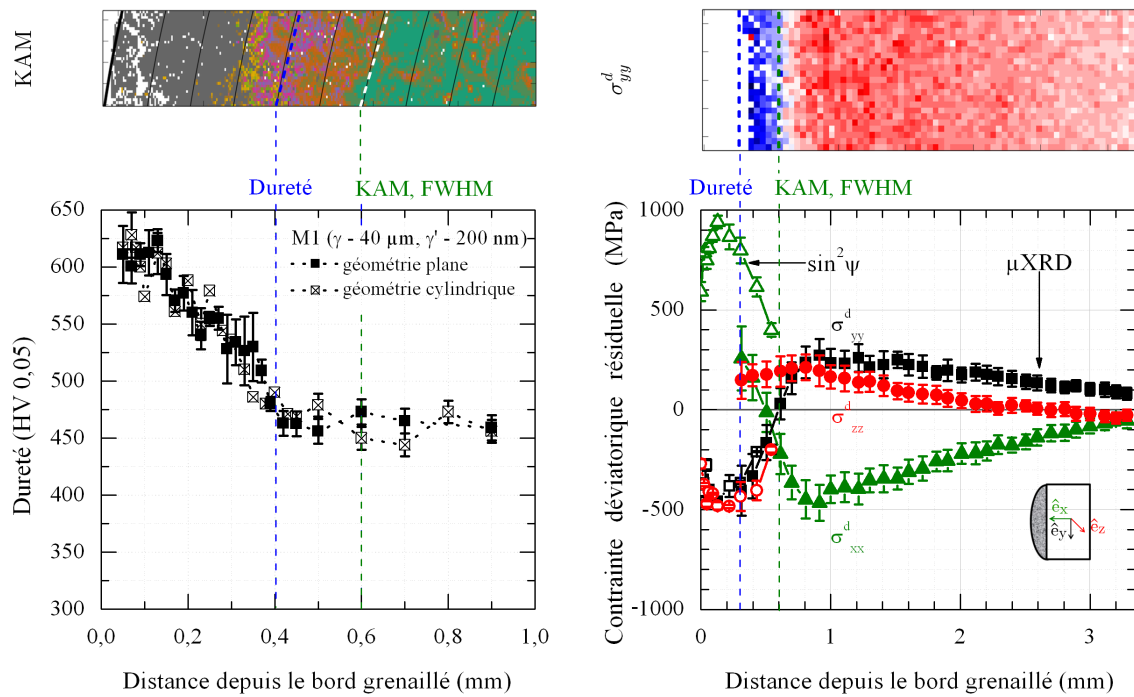 KAM
Dureté
KAM, FWHM
M1 (γ - 40 µm, γ' - 200 nm)
géométrie plane
géométrie cylindrique
Dureté (HV 0,05)
650
600
550
500
450
400
350
300
0,0
0,2
0,4
0,6
0,8
1,0
Distance depuis le bord grenaillé (mm)
σ^d_yy
Dureté
KAM, FWHM
sin²ψ
µXRD
σ^d_yy
σ^d_zz
σ^d_xx
ê_x
ê_y
ê_z
Contrainte déviatorique résiduelle (MPa)
1000
500
0
-500
-1000
0
1
2
3
Distance depuis le bord grenaillé (mm)